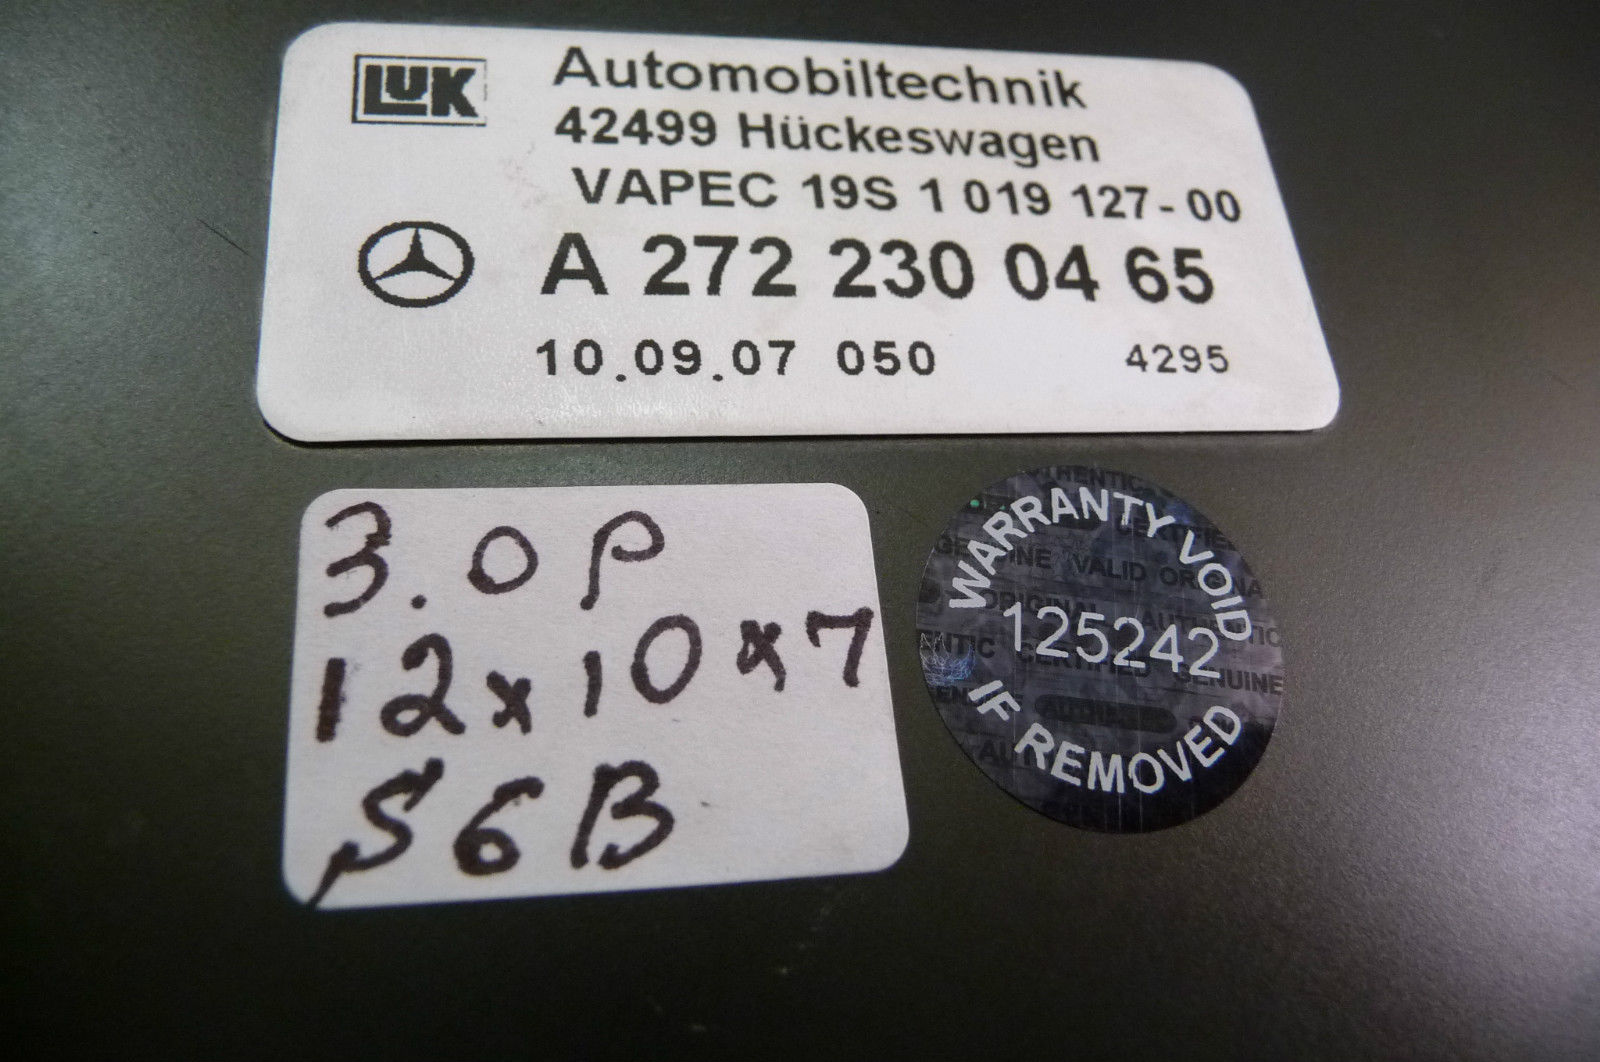 LUK
Automobiltechnik
42499 Hückeswagen
VAPEC 19S 1 019 127-00
A 272 230 04 65
10.09.07 050 4295
3.0P
12x10x7
S6B
WARRANTY VOID
125242
IF REMOVED